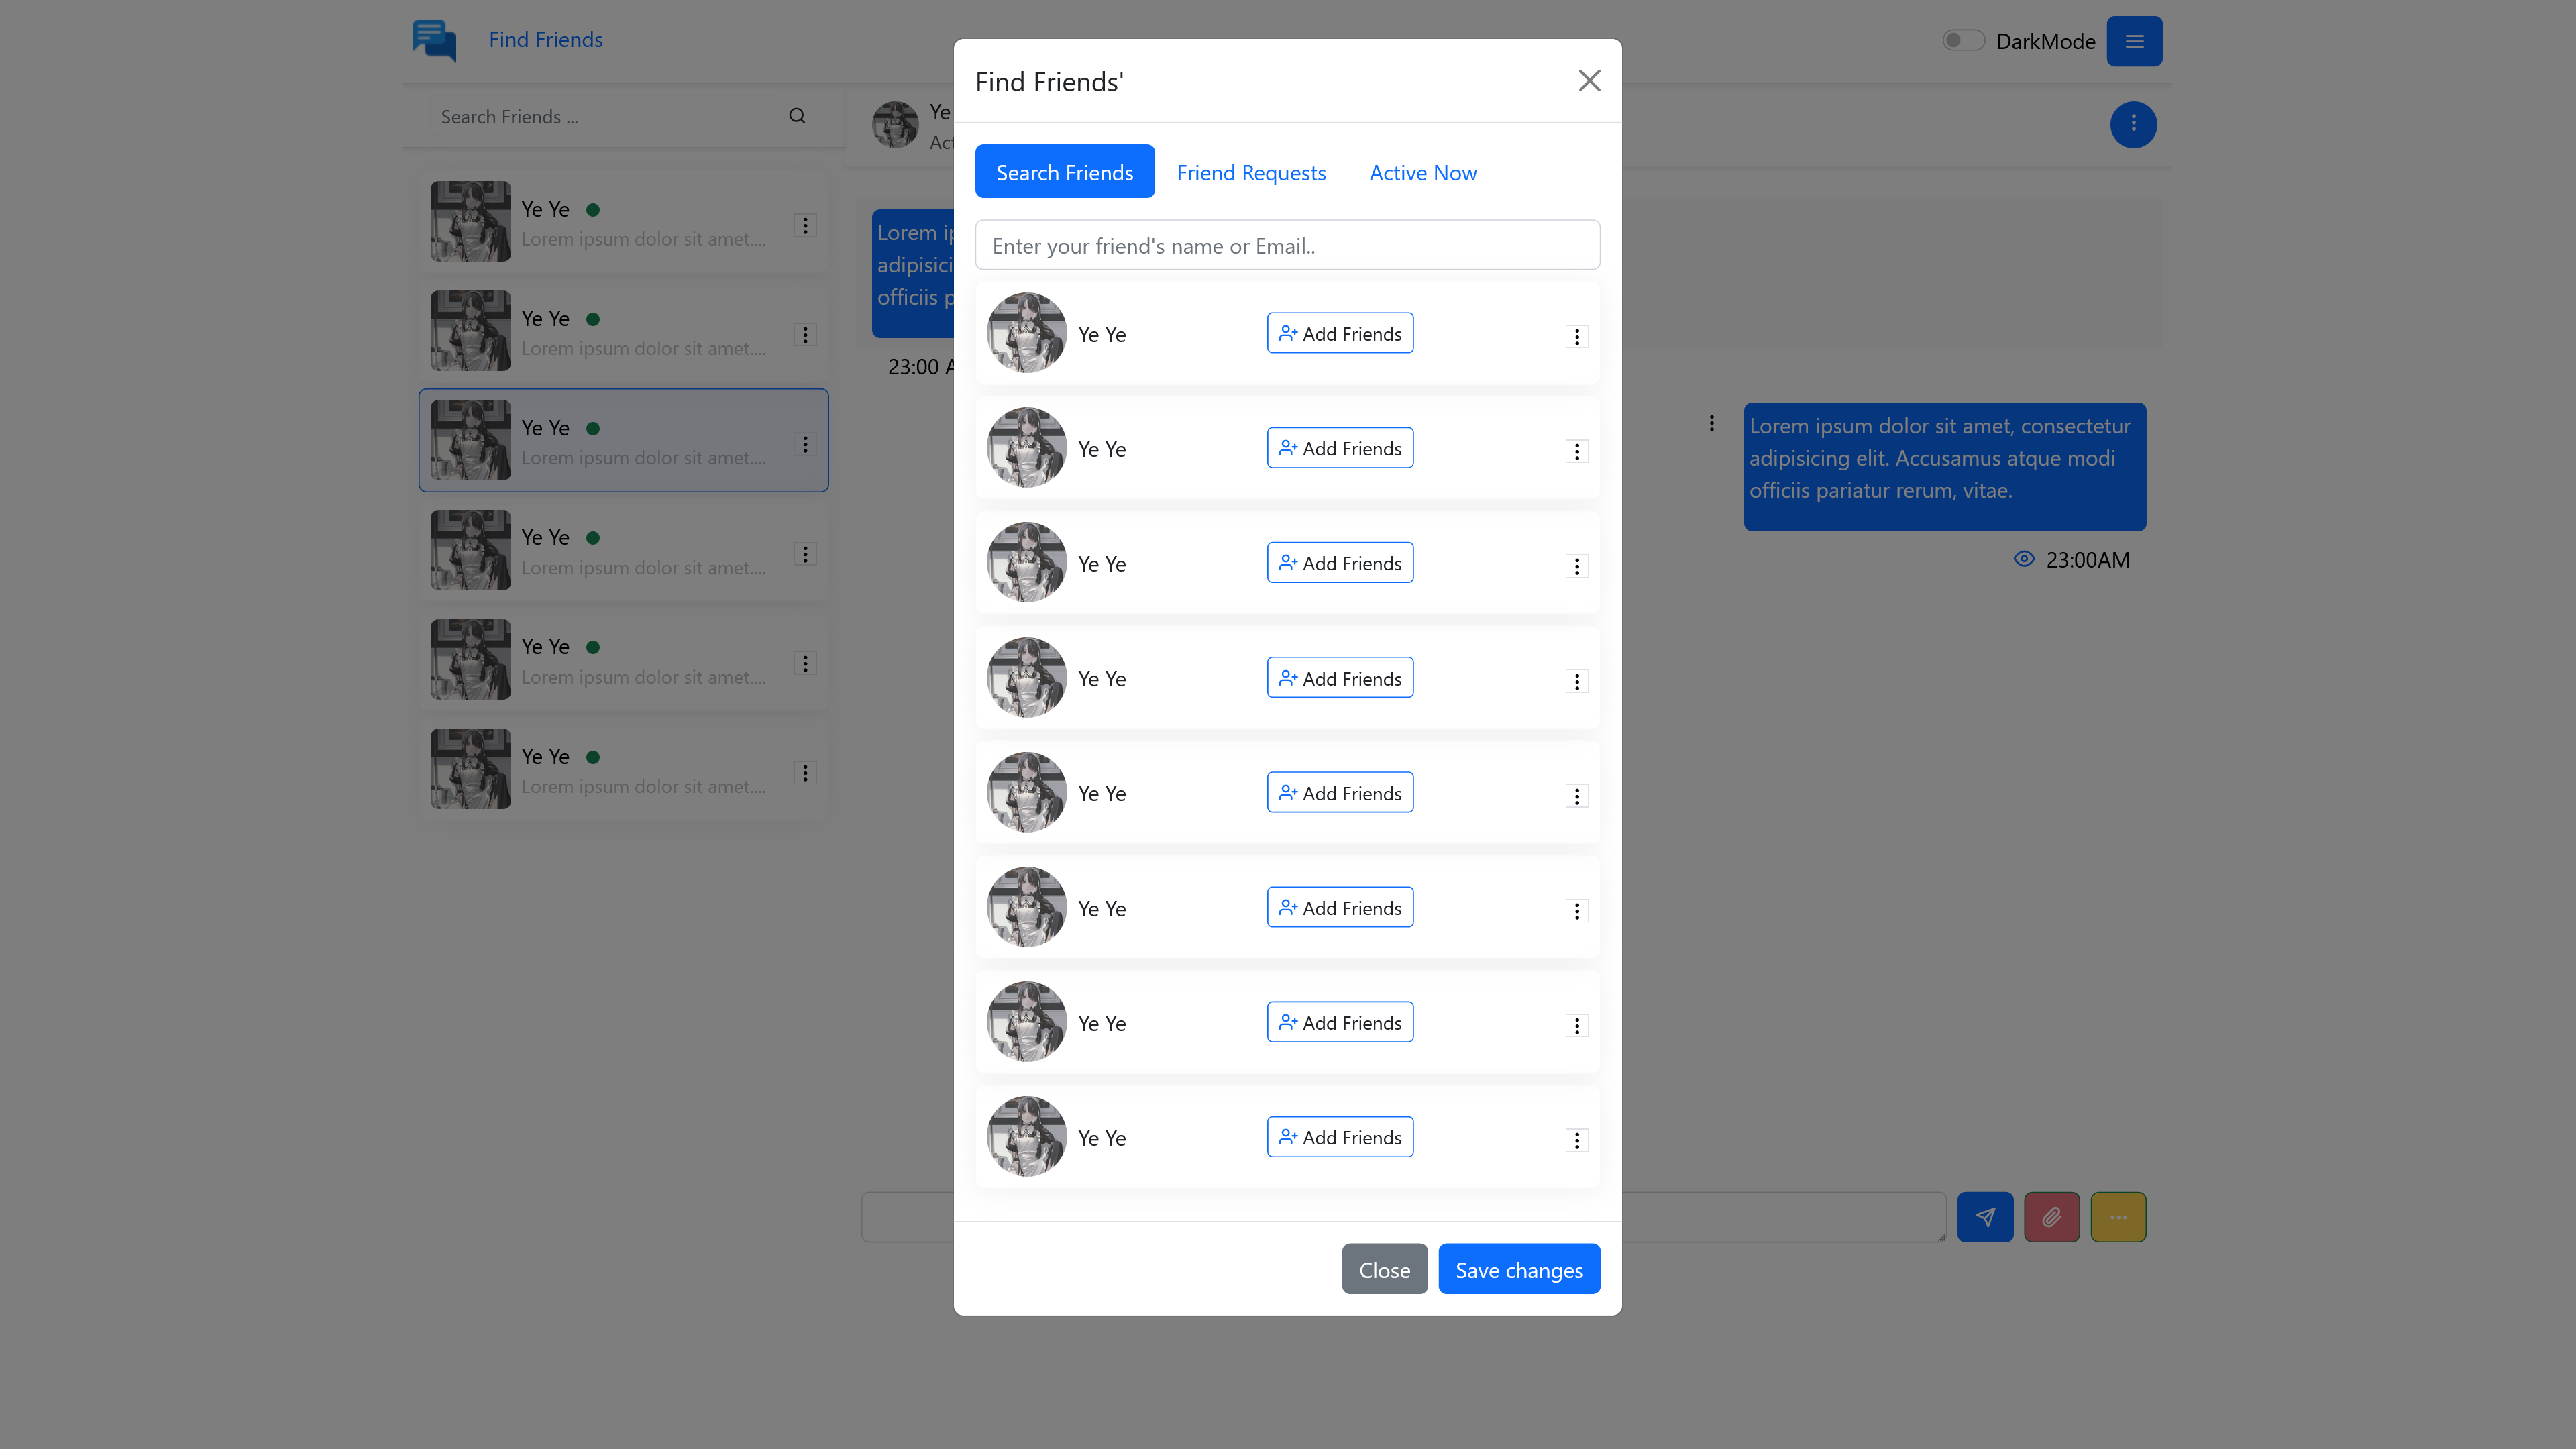 Find Friends
DarkMode
Search Friends ...
Ye Ye
Lorem ipsum dolor sit amet....
Ye Ye
Lorem ipsum dolor sit amet....
Ye Ye
Lorem ipsum dolor sit amet....
Ye Ye
Lorem ipsum dolor sit amet....
Ye Ye
Lorem ipsum dolor sit amet....
Ye Ye
Lorem ipsum dolor sit amet....
Ye
Lorem
adipisici
officiis
23:00
Lorem ipsum dolor sit amet, consectetur
adipisicing elit. Accusamus atque modi
officiis pariatur rerum, vitae.
23:00AM
Find Friends'
Search Friends
Friend Requests
Active Now
Enter your friend's name or Email..
Ye Ye
Add Friends
Ye Ye
Add Friends
Ye Ye
Add Friends
Ye Ye
Add Friends
Ye Ye
Add Friends
Ye Ye
Add Friends
Ye Ye
Add Friends
Ye Ye
Add Friends
Close
Save changes